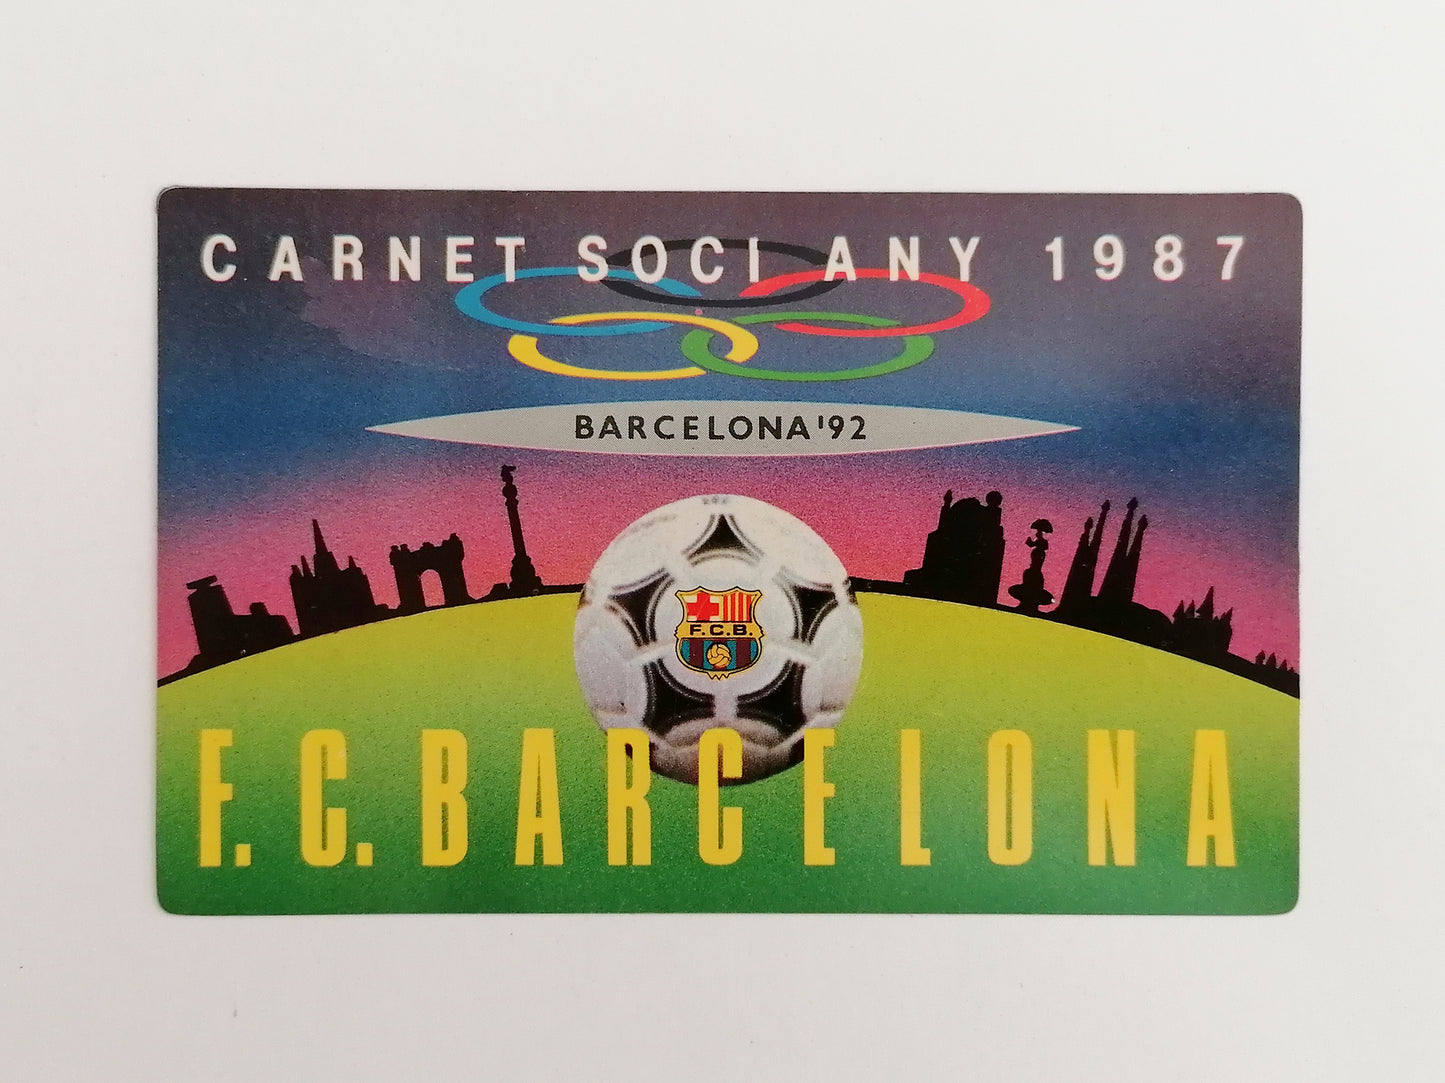 CARNET SOCI ANY 1987
BARCELONA'92
F.C.B.
F.C.BARCELONA